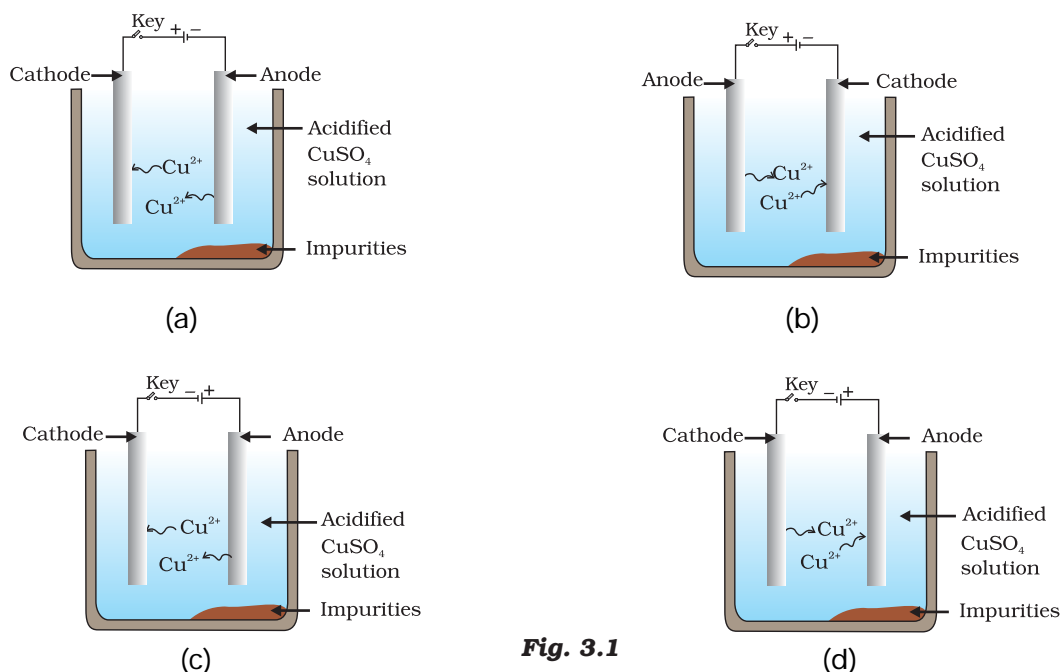 Key + −
Cathode
Anode
Acidified
CuSO₄
solution
Cu²⁺
Cu²⁺
Impurities
(a)
Key + −
Anode
Cathode
Acidified
CuSO₄
solution
Cu²⁺
Cu²⁺
Impurities
(b)
Key − +
Cathode
Anode
Cu²⁺
Acidified
Cu²⁺
CuSO₄
solution
Impurities
(c)
Key − +
Cathode
Anode
Acidified
Cu²⁺
CuSO₄
Cu²⁺
solution
Impurities
(d)
Fig. 3.1